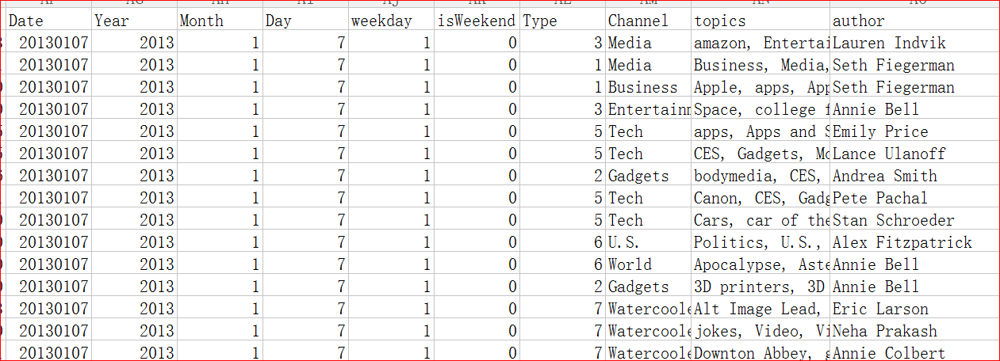 Date Year Month Day weekday isWeekend Type Channel topics author
20130107 2013 1 7 1 0 3 Media amazon, Entertai Lauren Indvik
20130107 2013 1 7 1 0 1 Media Business, Media, Seth Fiegerman
20130107 2013 1 7 1 0 1 Business Apple, apps, App Seth Fiegerman
20130107 2013 1 7 1 0 3 Entertainm Space, college f Annie Bell
20130107 2013 1 7 1 0 5 Tech apps, Apps and S Emily Price
20130107 2013 1 7 1 0 5 Tech CES, Gadgets, Mo Lance Ulanoff
20130107 2013 1 7 1 0 2 Gadgets bodymedia, CES, Andrea Smith
20130107 2013 1 7 1 0 5 Tech Canon, CES, Gadg Pete Pachal
20130107 2013 1 7 1 0 5 Tech Cars, car of the Stan Schroeder
20130107 2013 1 7 1 0 6 U.S. Politics, U.S., Alex Fitzpatrick
20130107 2013 1 7 1 0 6 World Apocalypse, Aste Annie Bell
20130107 2013 1 7 1 0 2 Gadgets 3D printers, 3D Annie Bell
20130107 2013 1 7 1 0 7 Watercoole Alt Image Lead, Eric Larson
20130107 2013 1 7 1 0 7 Watercoole jokes, Video, Vi Neha Prakash
20130107 2013 1 7 1 0 7 Watercoole Downton Abbey, g Annie Colbert